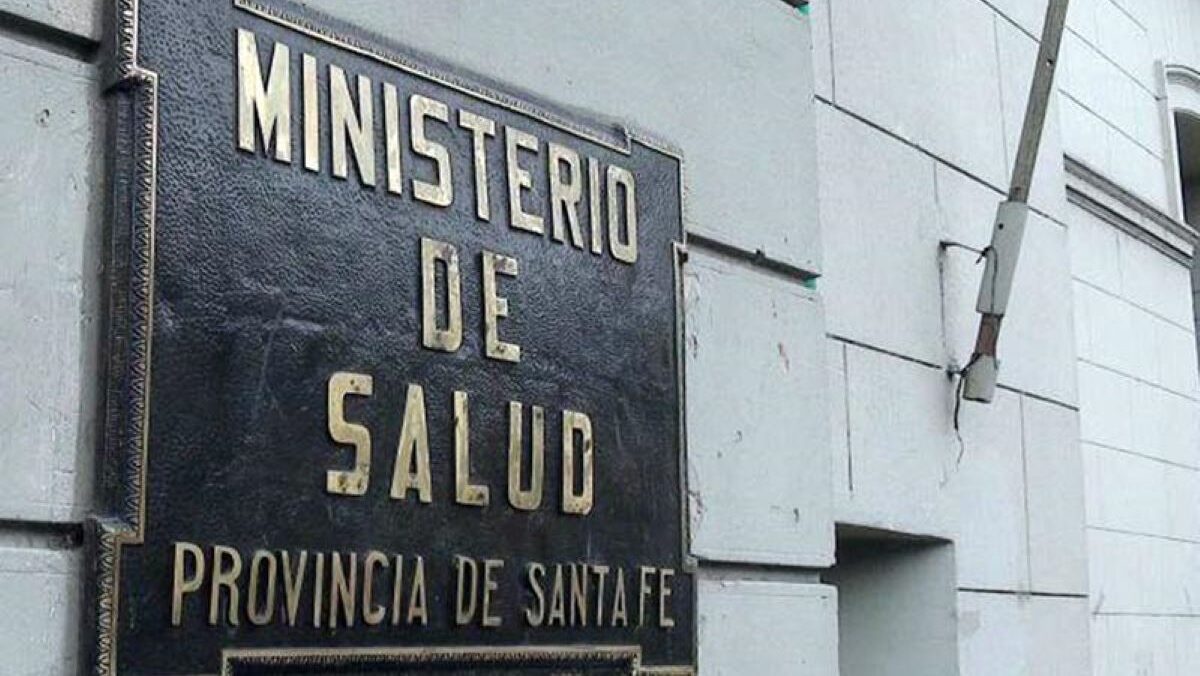 MINISTERIO
DE
SALUD
PROVINCIA DE SANTA FE